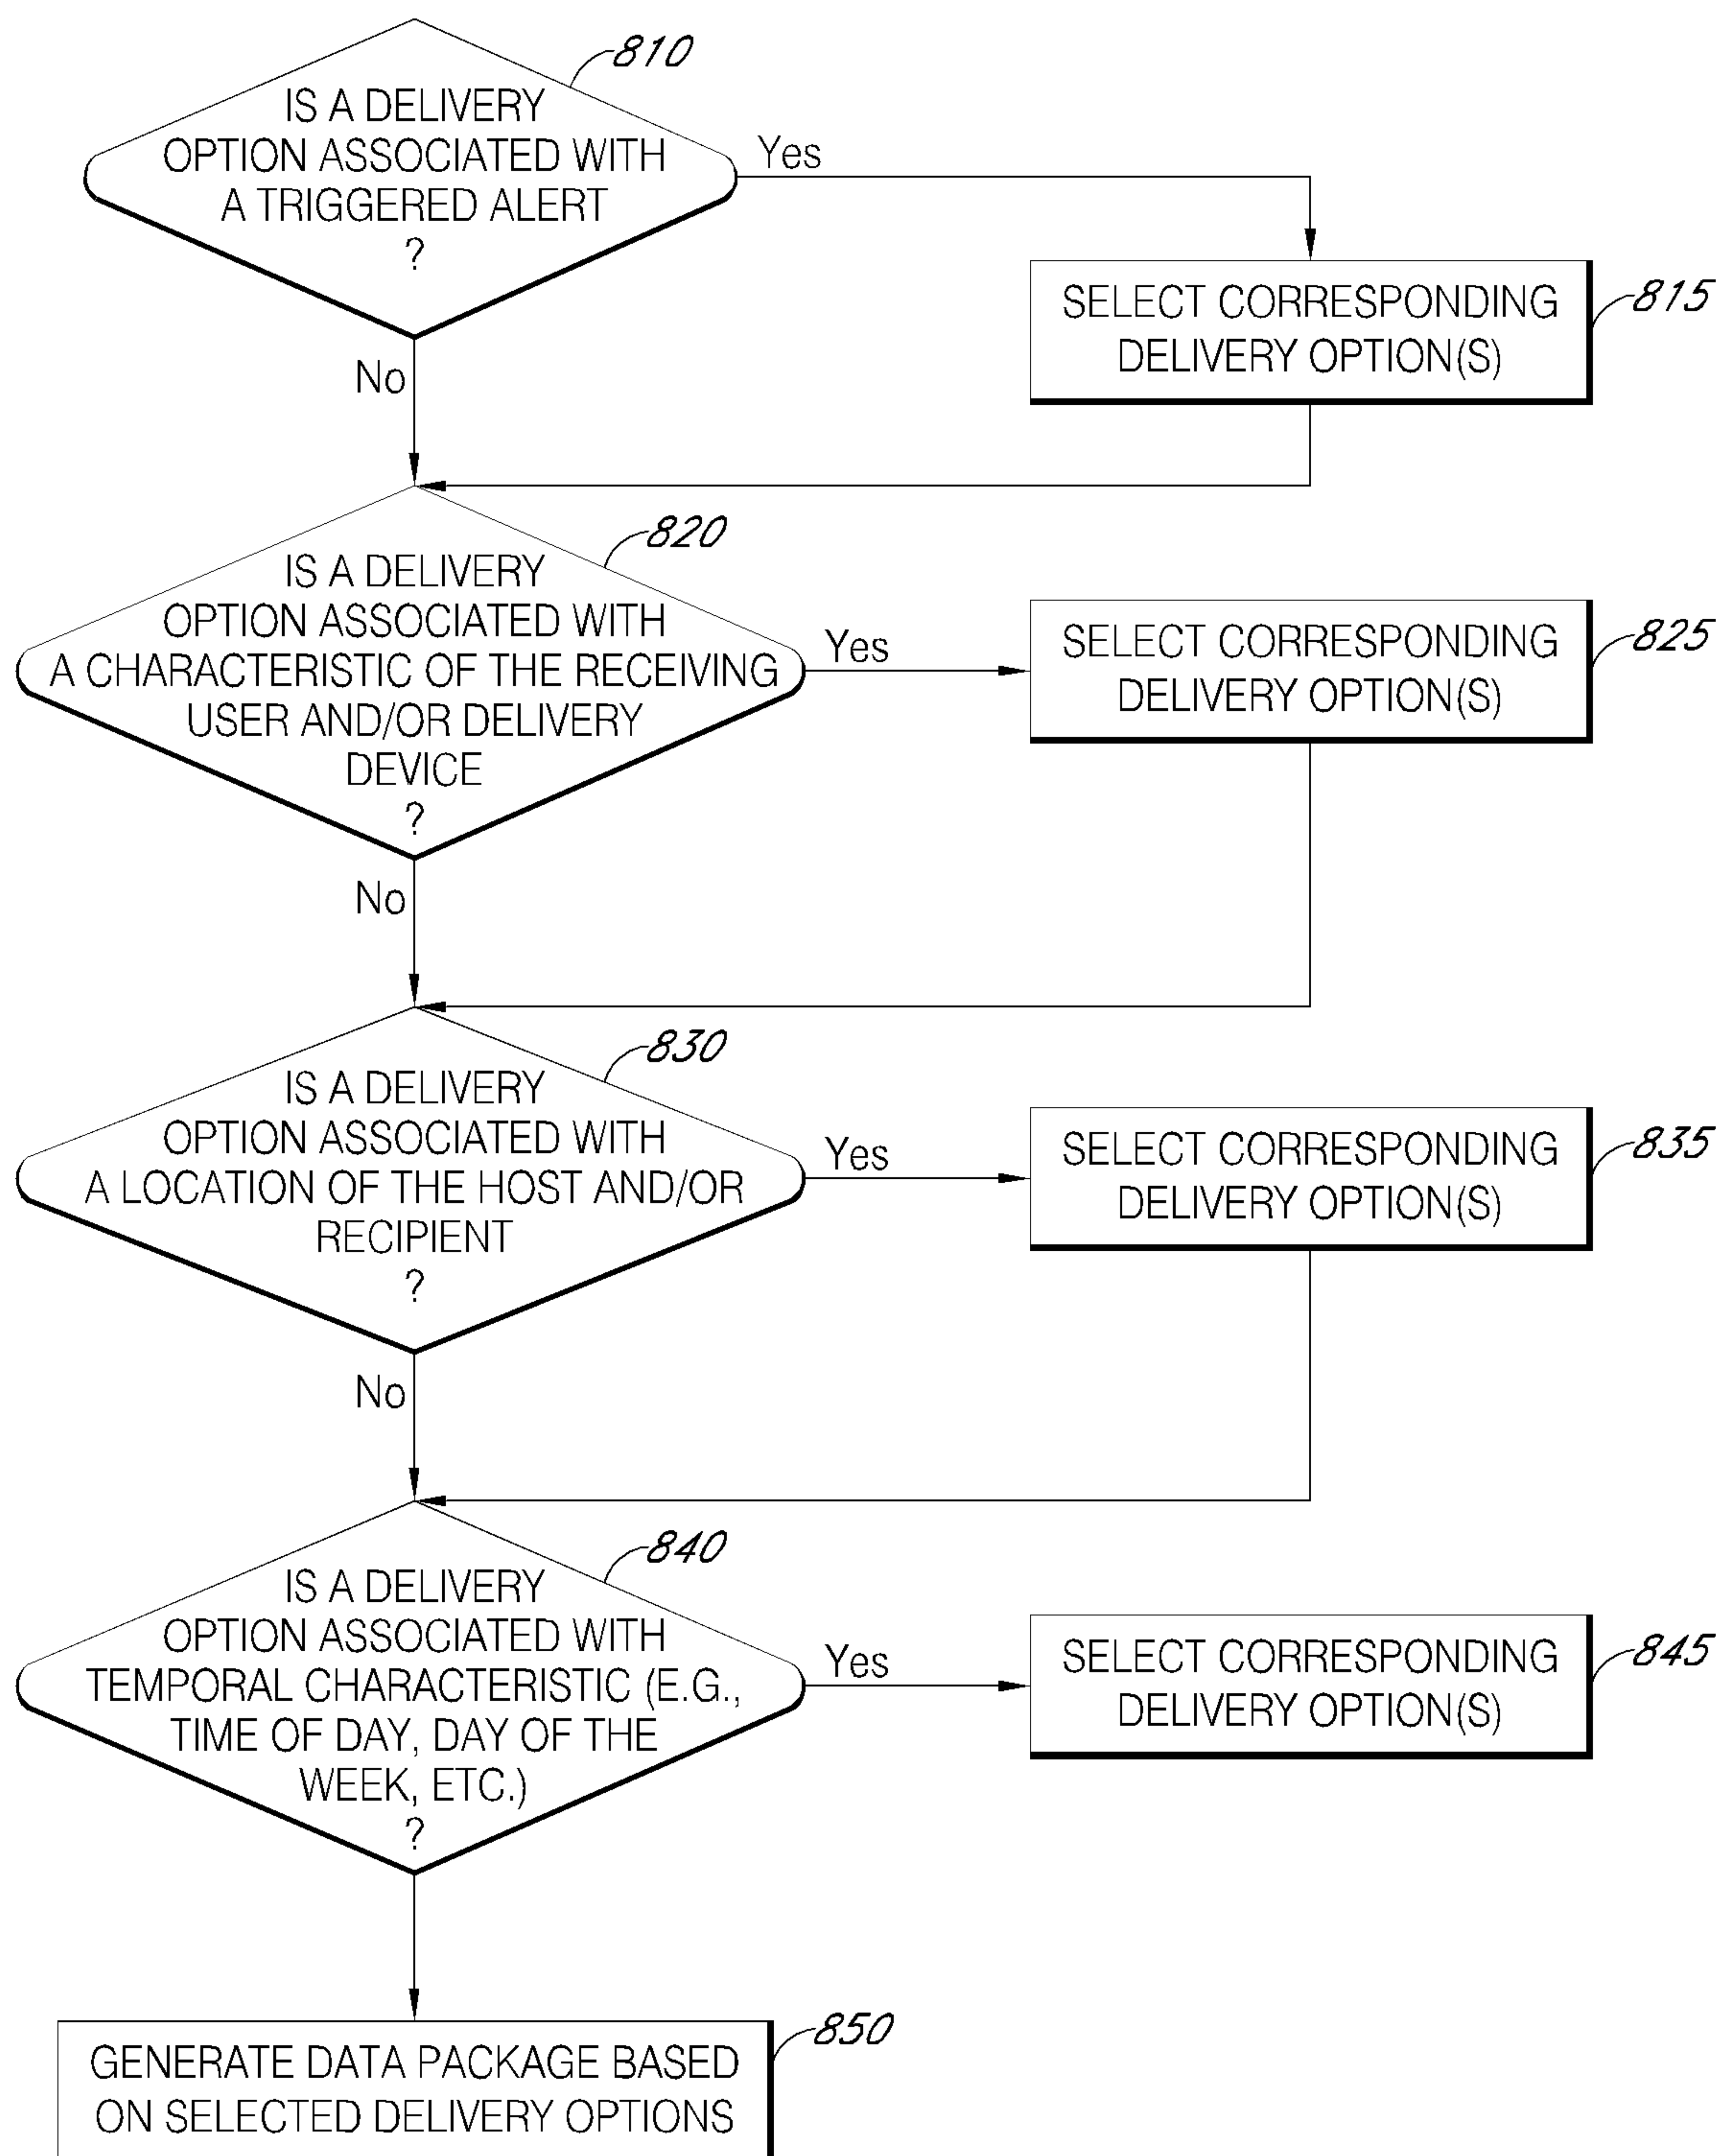 810
IS A DELIVERY
OPTION ASSOCIATED WITH
A TRIGGERED ALERT
?
Yes
No
SELECT CORRESPONDING
DELIVERY OPTION(S)
815
820
IS A DELIVERY
OPTION ASSOCIATED WITH
A CHARACTERISTIC OF THE RECEIVING
USER AND/OR DELIVERY
DEVICE
?
Yes
No
SELECT CORRESPONDING
DELIVERY OPTION(S)
825
830
IS A DELIVERY
OPTION ASSOCIATED WITH
A LOCATION OF THE HOST AND/OR
RECIPIENT
?
Yes
No
SELECT CORRESPONDING
DELIVERY OPTION(S)
835
840
IS A DELIVERY
OPTION ASSOCIATED WITH
TEMPORAL CHARACTERISTIC (E.G.,
TIME OF DAY, DAY OF THE
WEEK, ETC.)
?
Yes
SELECT CORRESPONDING
DELIVERY OPTION(S)
845
850
GENERATE DATA PACKAGE BASED
ON SELECTED DELIVERY OPTIONS